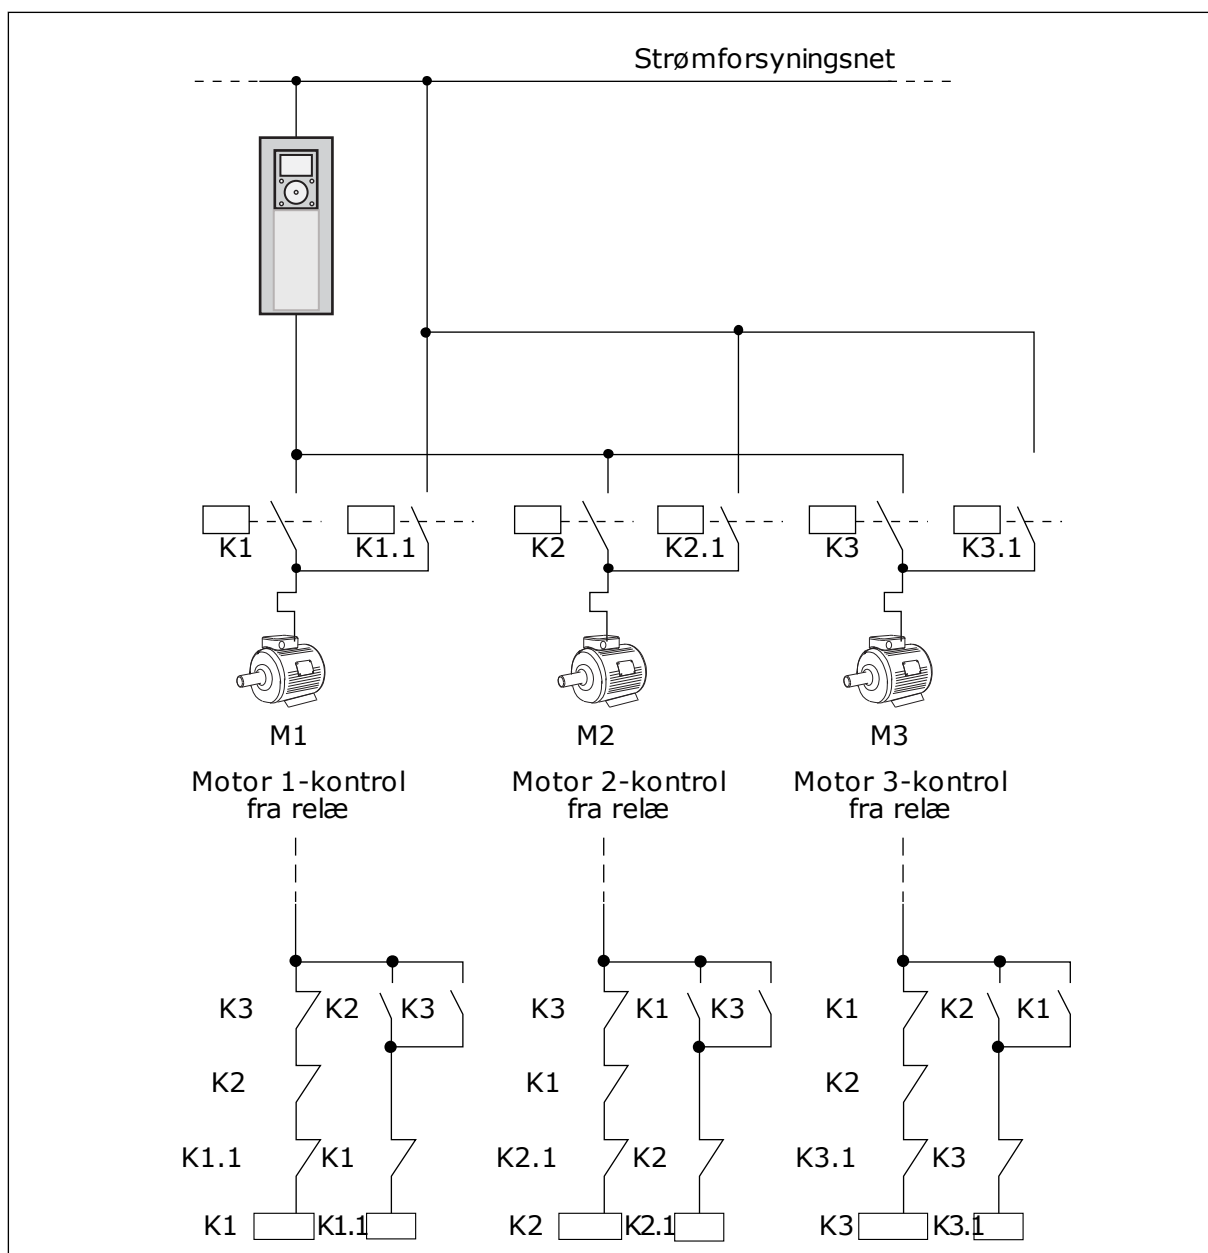 Strømforsyningsnet
K1 K1.1 K2 K2.1 K3 K3.1
M1 M2 M3
Motor 1-kontrol fra relæ
Motor 2-kontrol fra relæ
Motor 3-kontrol fra relæ
K3 K2 K3 K3 K1 K3 K1 K2 K1
K2 K1 K2
K1.1 K1 K2.1 K2 K3.1 K3
K1 K1.1 K2 K2.1 K3 K3.1